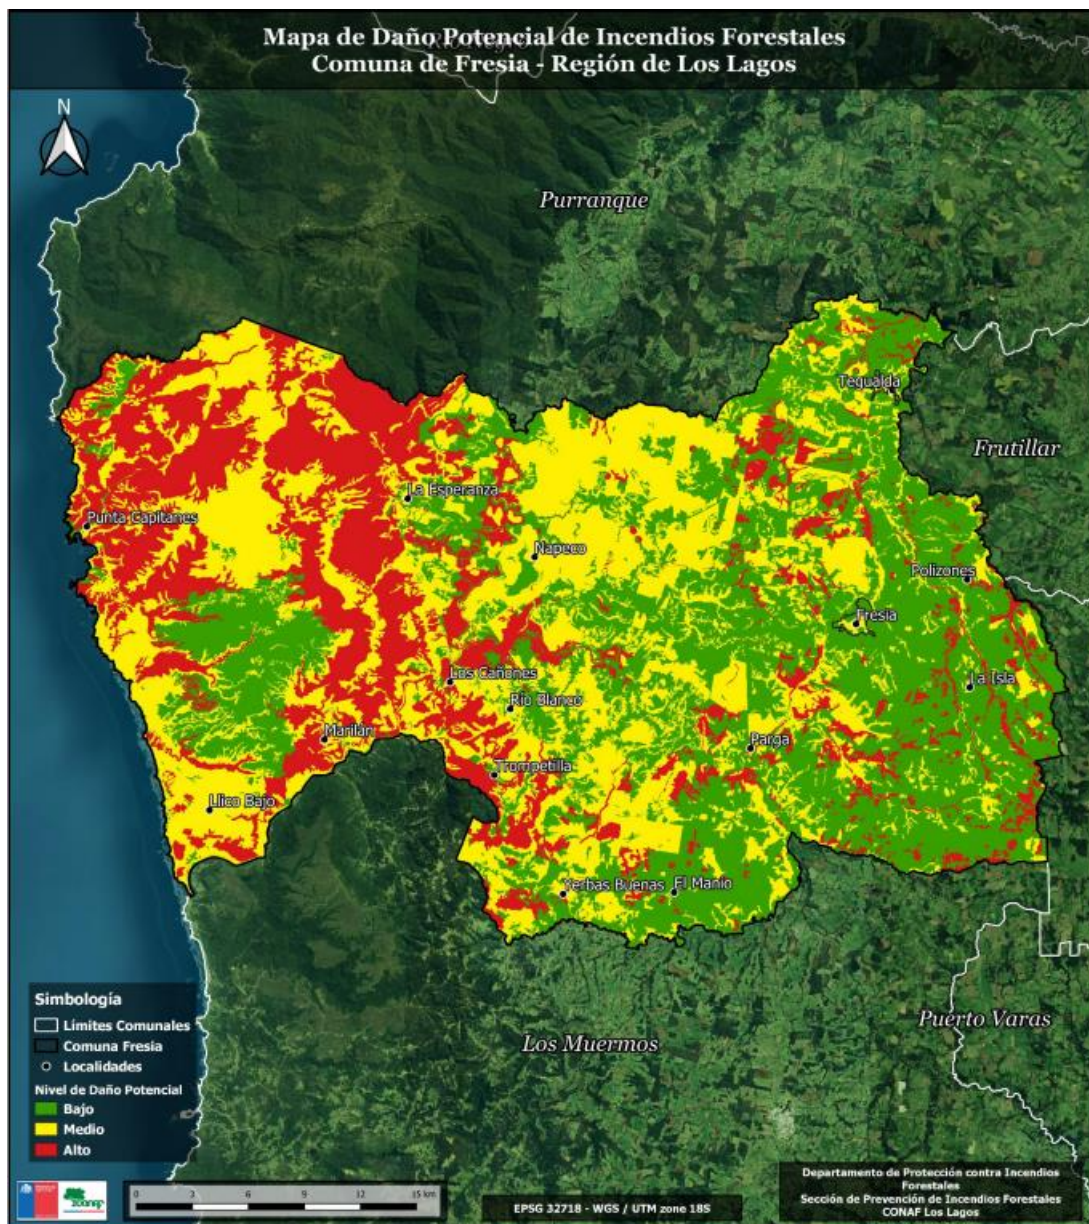 Mapa de Daño Potencial de Incendios Forestales
Comuna de Fresia - Región de Los Lagos
N
Purranque
Tegualda
Frutillar
La Esperanza
Punta Capitanes
Napeco
Polizones
Fresia
Los Cañones
La Isla
Río Blanco
Marilán
Parga
Trompetilla
Llico Bajo
Yerbas Buenas
El Manio
Simbología
Límites Comunales
Comuna Fresia
Localidades
Nivel de Daño Potencial
Bajo
Medio
Alto
Puerto Varas
Los Muermos
0 3 6 9 12 15 km
EPSG 32718 - WGS / UTM zone 18S
Departamento de Protección contra Incendios
Forestales
Sección de Prevención de Incendios Forestales
CONAF Los Lagos